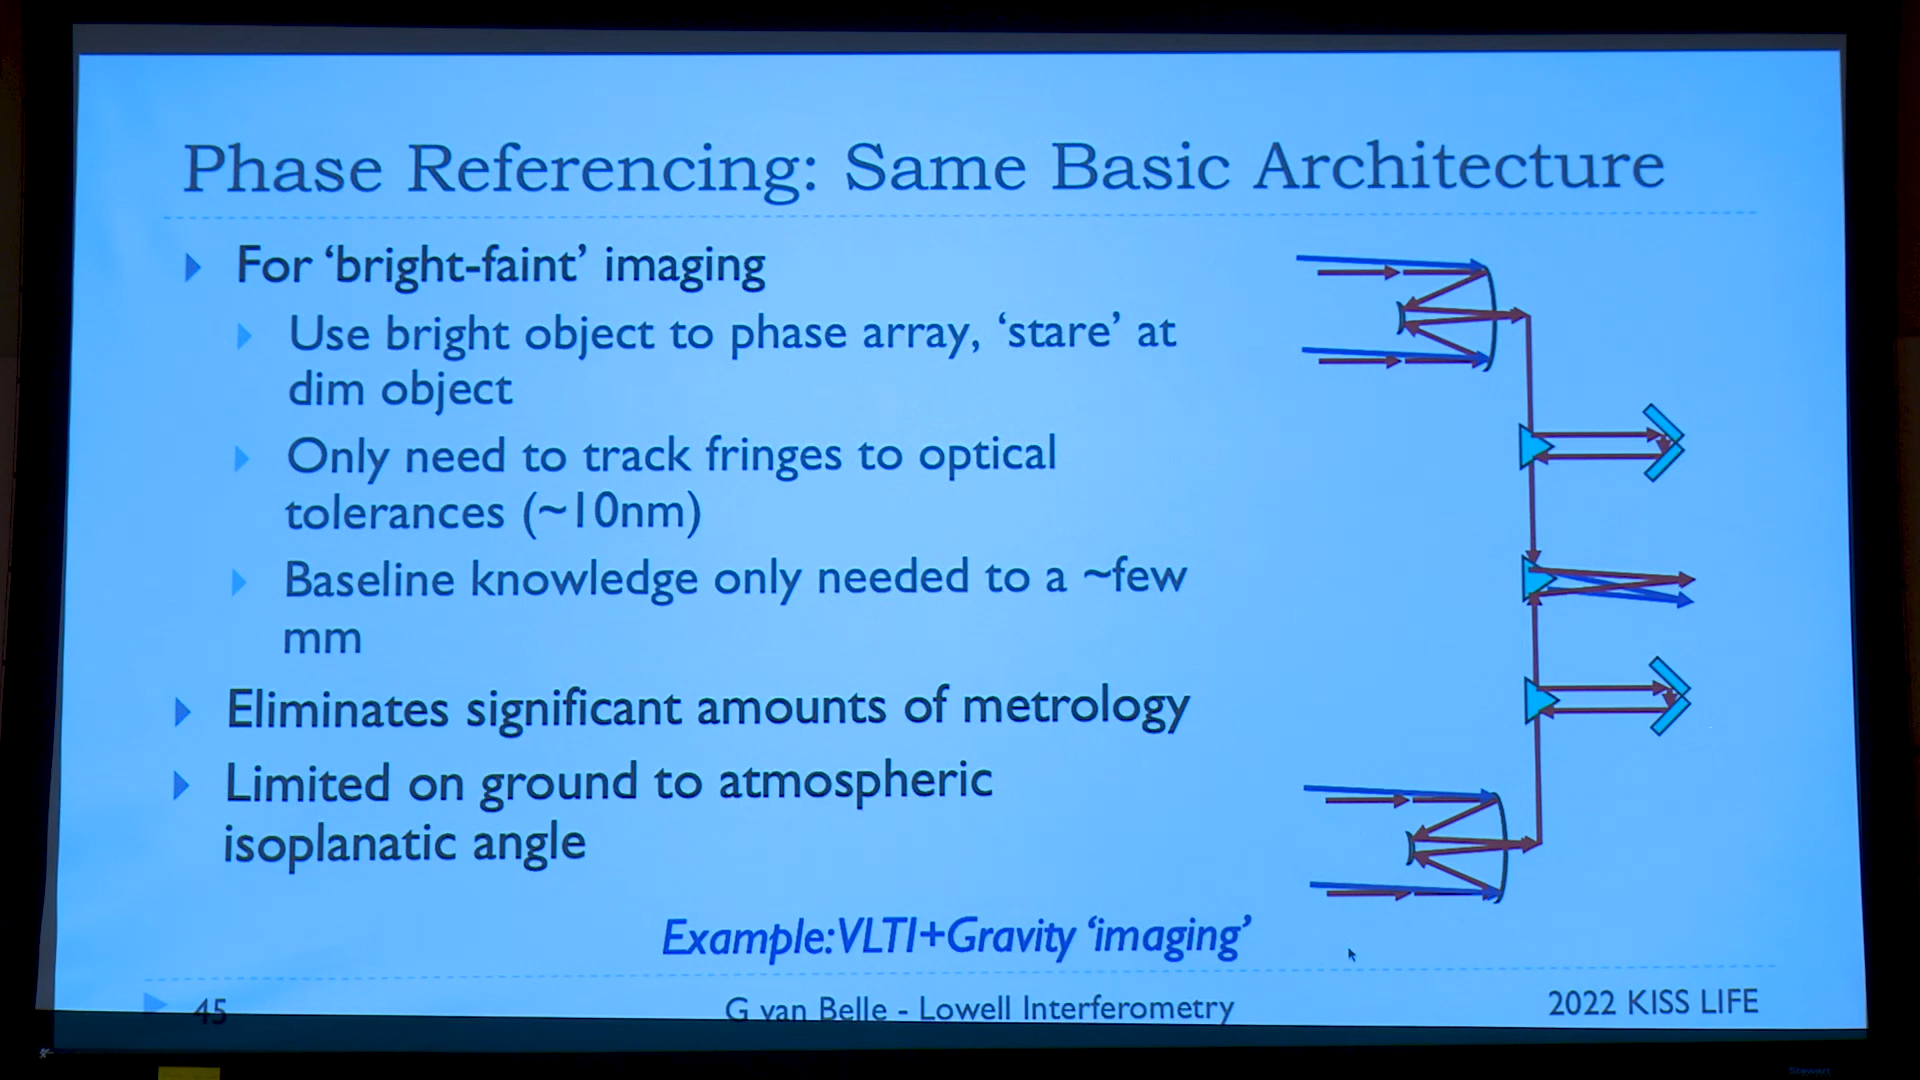 Phase Referencing: Same Basic Architecture
For ‘bright-faint’ imaging
Use bright object to phase array, ‘stare’ at
dim object
Only need to track fringes to optical
tolerances (~10nm)
Baseline knowledge only needed to a ~few
mm
Eliminates significant amounts of metrology
Limited on ground to atmospheric
isoplanatic angle
Example:VLTI+Gravity ‘imaging’
45
G van Belle - Lowell Interferometry
2022 KISS LIFE
Stewart